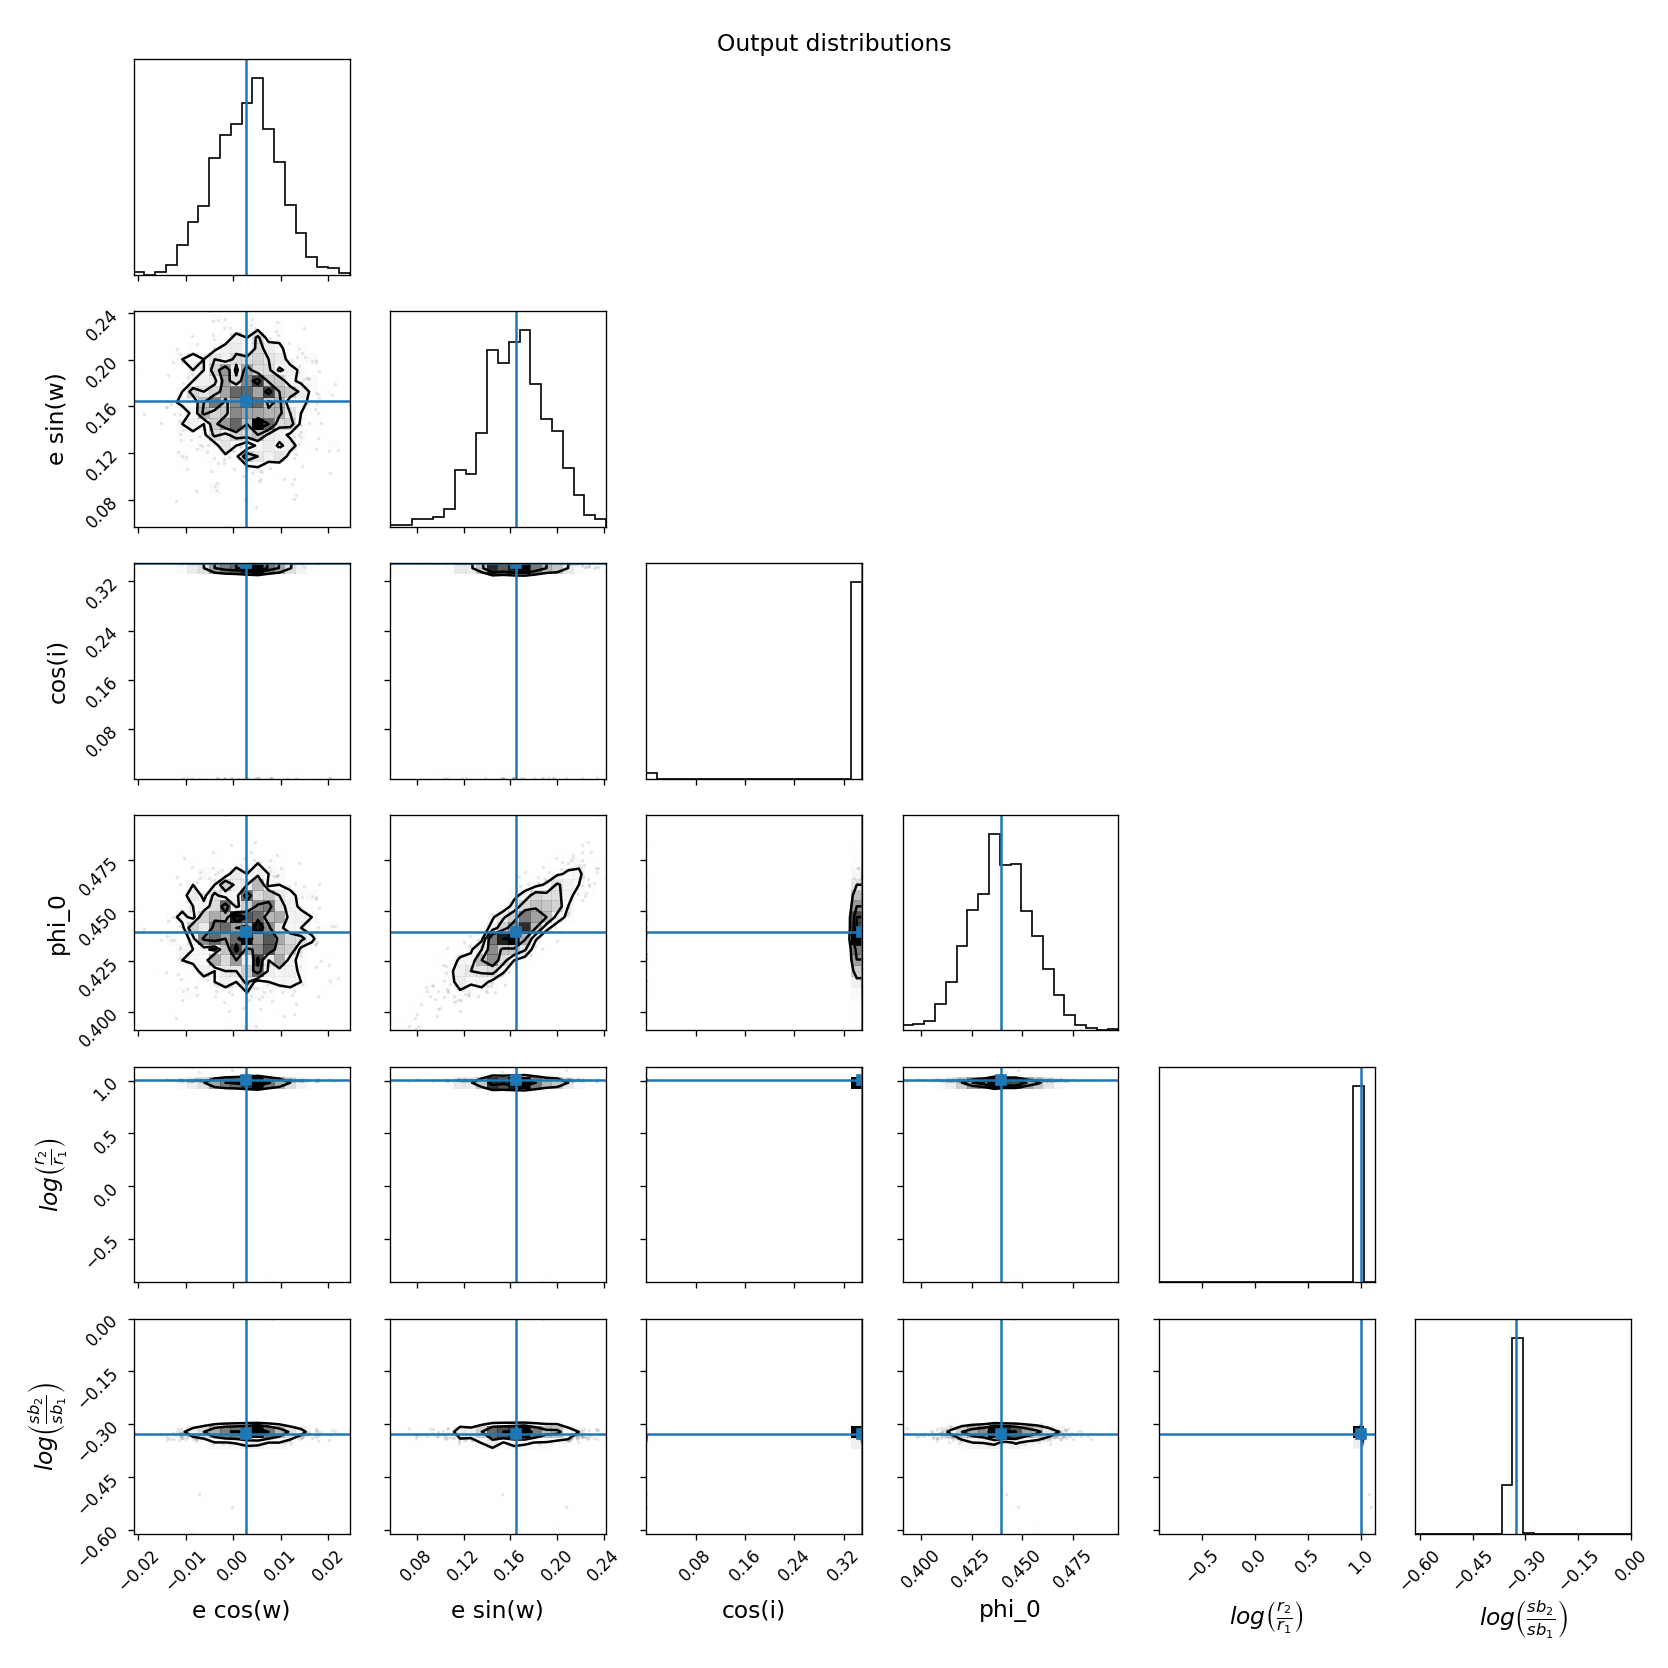 Output distributions
0.24
0.20
0.16
0.12
0.08
e sin(w)
0.32
0.24
0.16
0.08
cos(i)
0.475
0.450
0.425
0.400
phi_0
1.0
0.5
0.0
−0.5
log(r₂/r₁)
0.00
−0.15
−0.30
−0.45
−0.60
log(sb₂/sb₁)
−0.02 −0.01 0.00 0.01 0.02
0.08 0.12 0.16 0.20 0.24
0.08 0.16 0.24 0.32
0.400 0.425 0.450 0.475
−0.5 0.0 0.5 1.0
−0.60 −0.45 −0.30 −0.15 0.00
e cos(w)
e sin(w)
cos(i)
phi_0
log(r₂/r₁)
log(sb₂/sb₁)